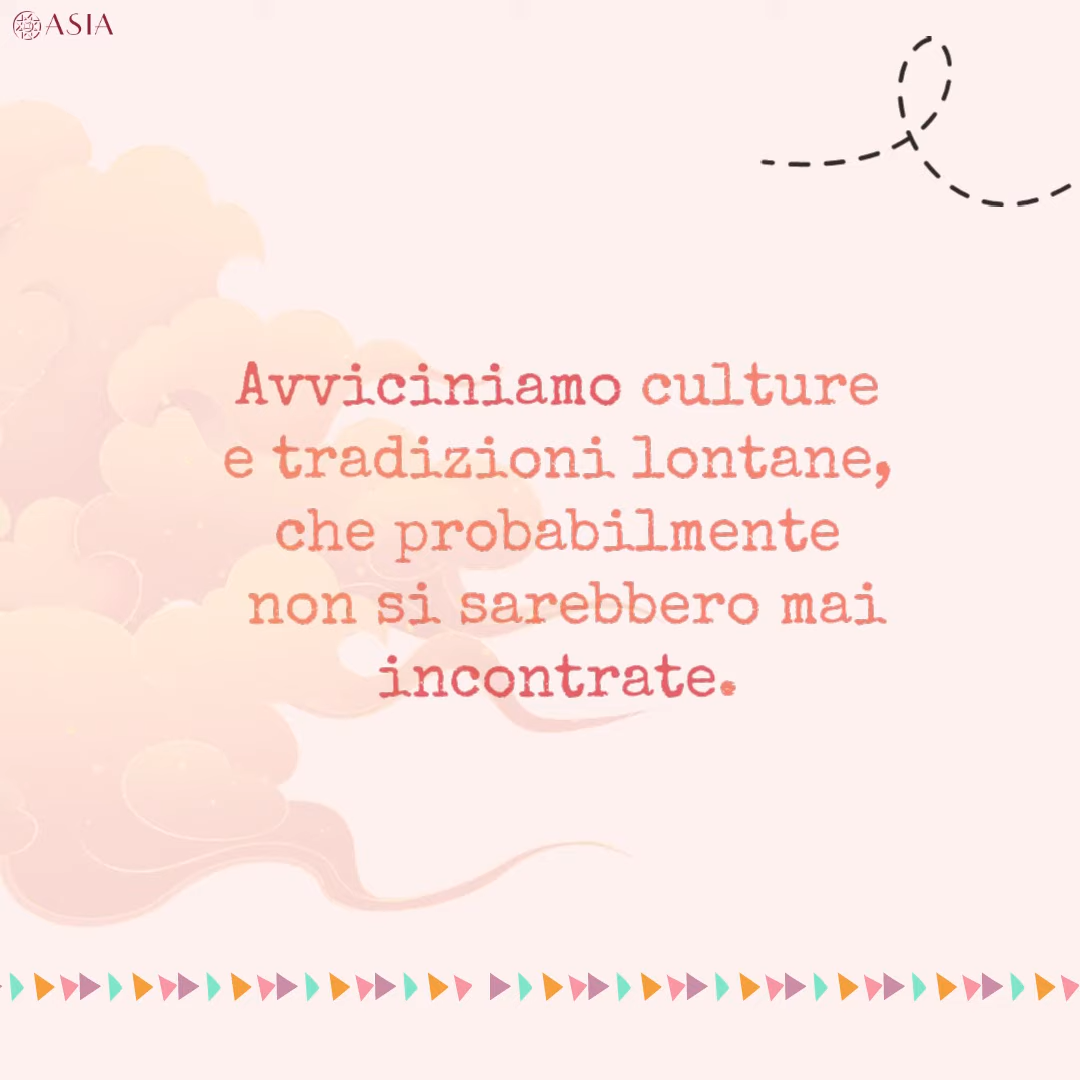 ASIA
Avviciniamo culture
e tradizioni lontane,
che probabilmente
non si sarebbero mai
incontrate.